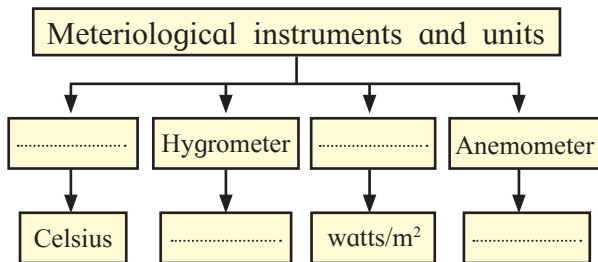 Meteriological instruments and units
.......................... Hygrometer .......................... Anemometer
Celsius .......................... watts/m² ..........................